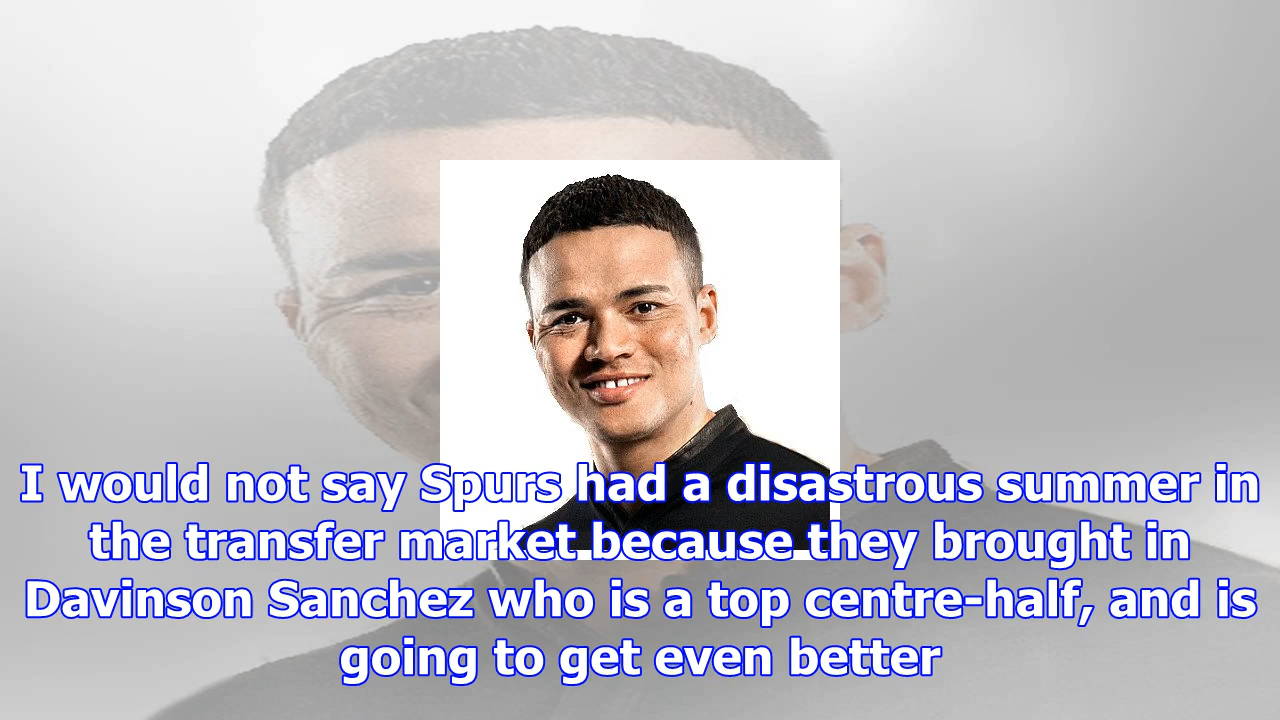 I would not say Spurs had a disastrous summer in
the transfer market because they brought in
Davinson Sanchez who is a top centre-half, and is
going to get even better